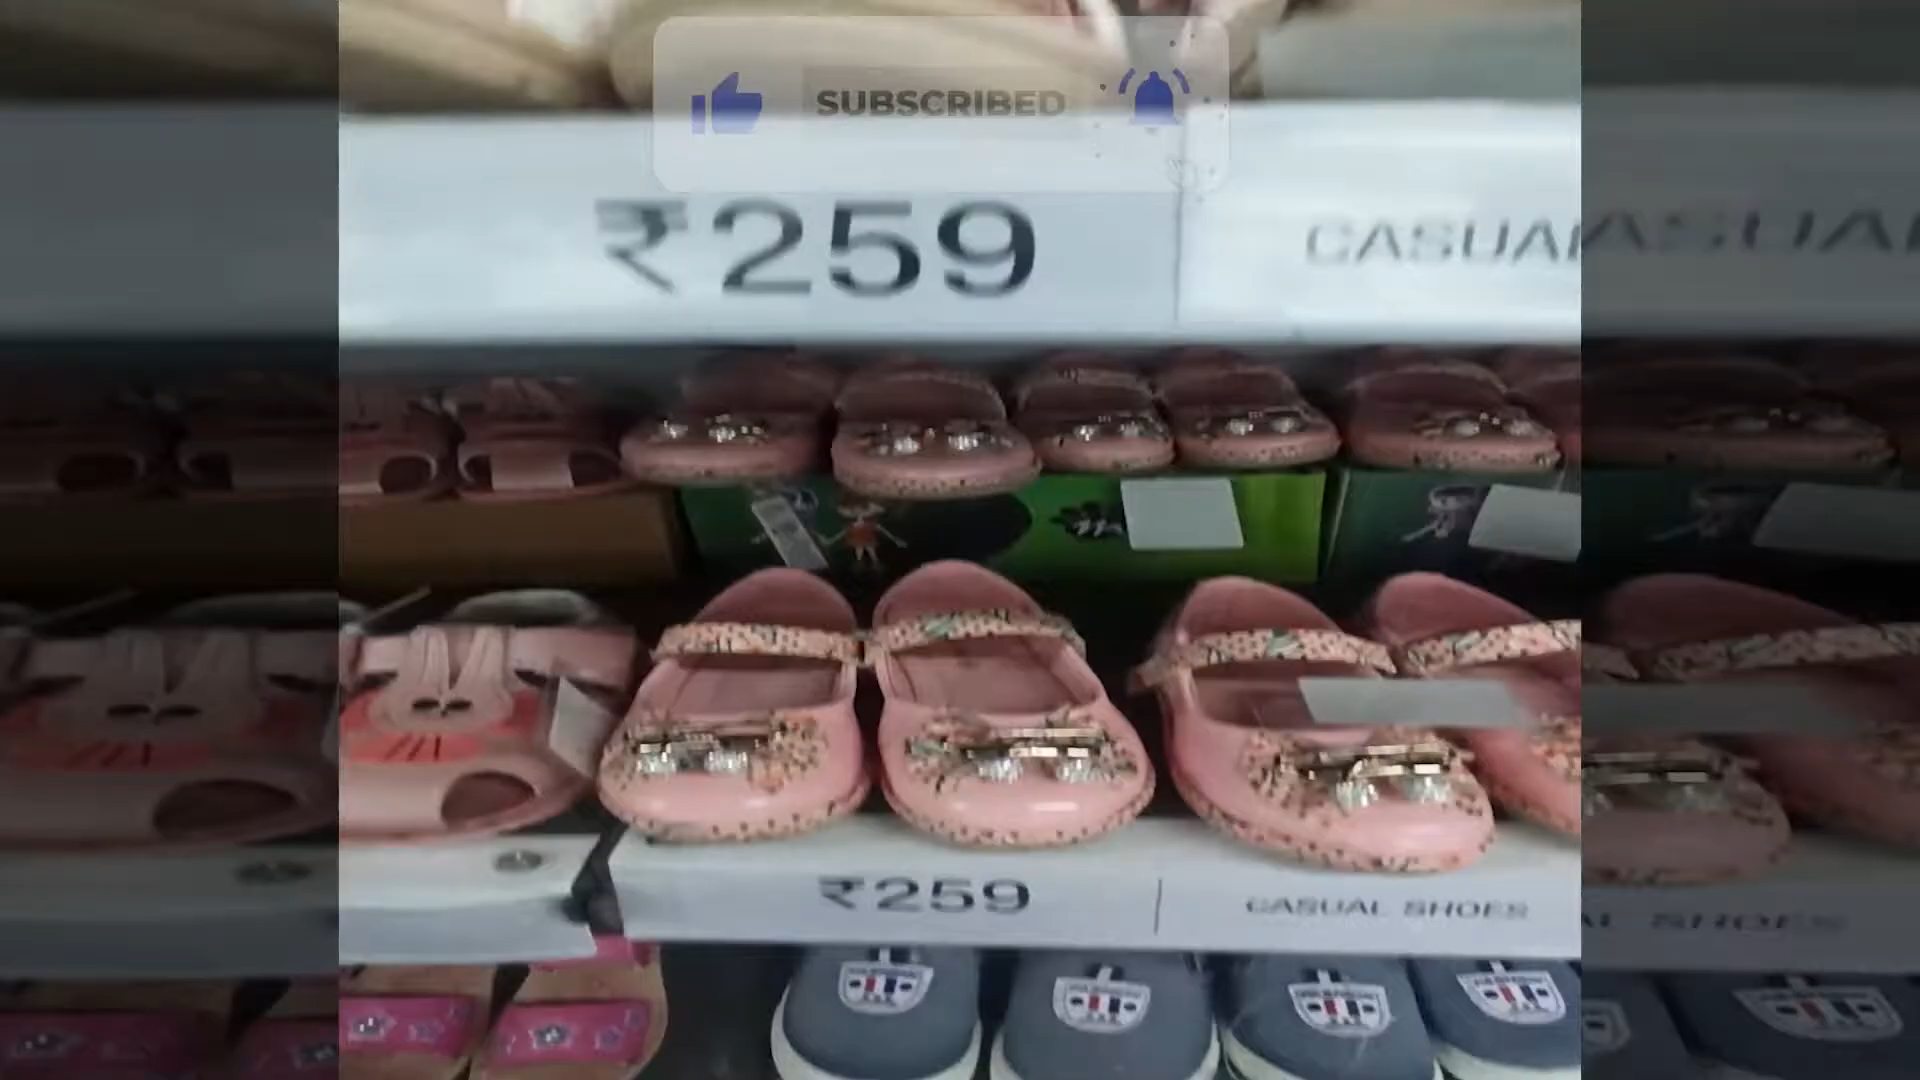 SUBSCRIBED
₹259
CASUAL
₹259
CASUAL SHOES